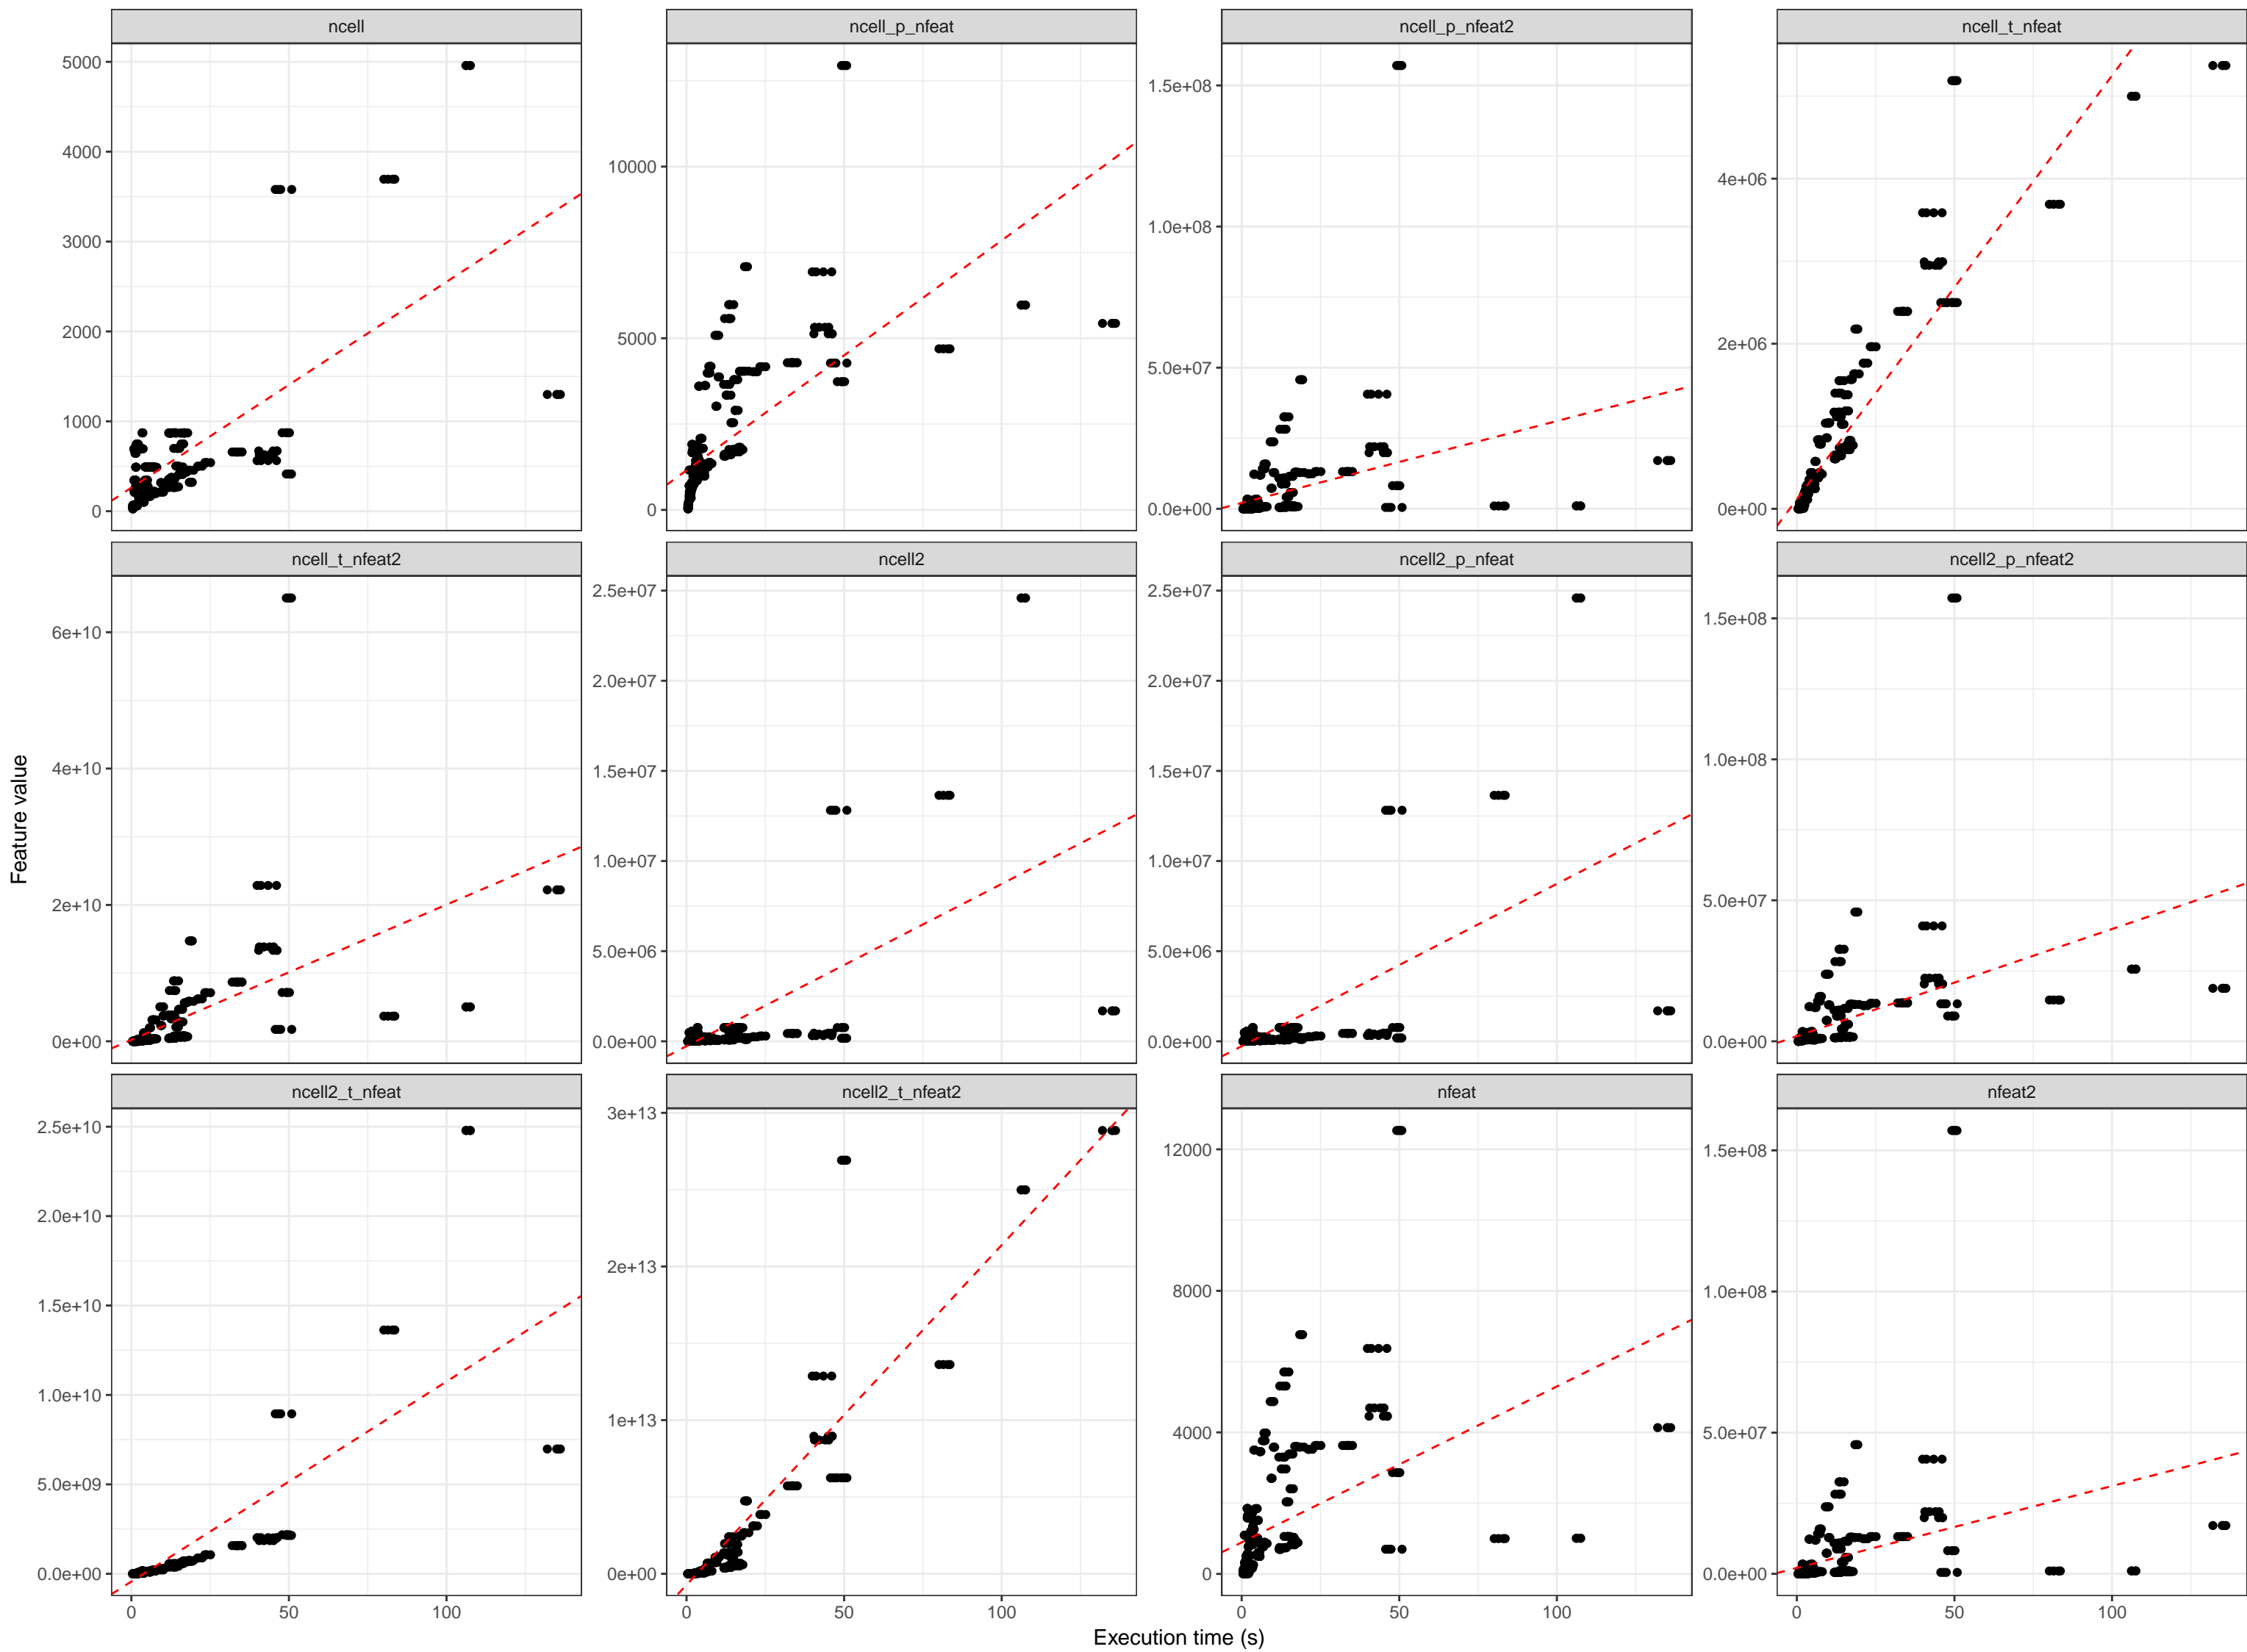 ncell ncell_p_nfeat ncell_p_nfeat2 ncell_t_nfeat
5000
4000
3000
2000
1000
0
10000
5000
0
1.5e+08
1.0e+08
5.0e+07
0.0e+00
4e+06
2e+06
0e+00
ncell_t_nfeat2 ncell2 ncell2_p_nfeat ncell2_p_nfeat2
Feature value
6e+10
4e+10
2e+10
0e+00
2.5e+07
2.0e+07
1.5e+07
1.0e+07
5.0e+06
0.0e+00
2.5e+07
2.0e+07
1.5e+07
1.0e+07
5.0e+06
0.0e+00
1.5e+08
1.0e+08
5.0e+07
0.0e+00
ncell2_t_nfeat ncell2_t_nfeat2 nfeat nfeat2
2.5e+10
2.0e+10
1.5e+10
1.0e+10
5.0e+09
0.0e+00
3e+13
2e+13
1e+13
0e+00
12000
8000
4000
0
1.5e+08
1.0e+08
5.0e+07
0.0e+00
0 50 100 0 50 100 0 50 100 0 50 100
Execution time (s)